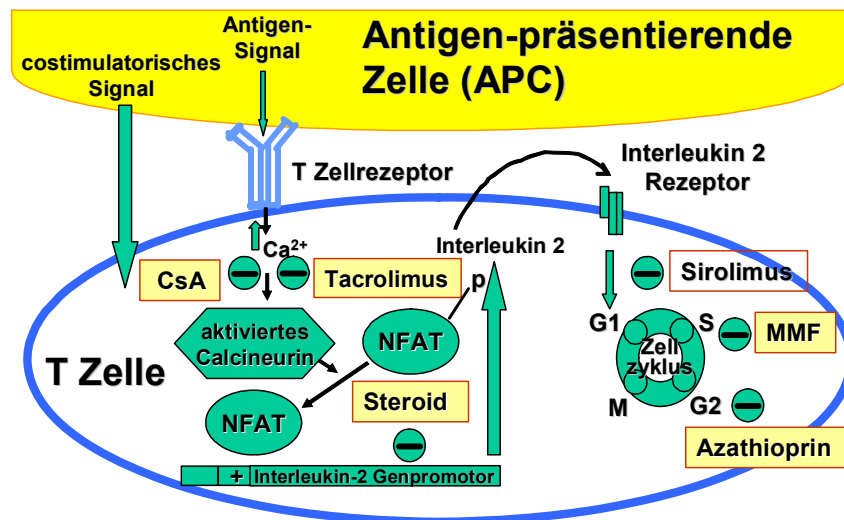 Antigen-präsentierende
Zelle (APC)
Antigen-
Signal
costimulatorisches
Signal
T Zellrezeptor
Interleukin 2
Rezeptor
Ca2+
Interleukin 2
CsA
Tacrolimus
p
Sirolimus
G1
S
MMF
aktiviertes
Calcineurin
NFAT
Zell
zyklus
T Zelle
NFAT
Steroid
M
G2
Azathioprin
+ Interleukin-2 Genpromotor